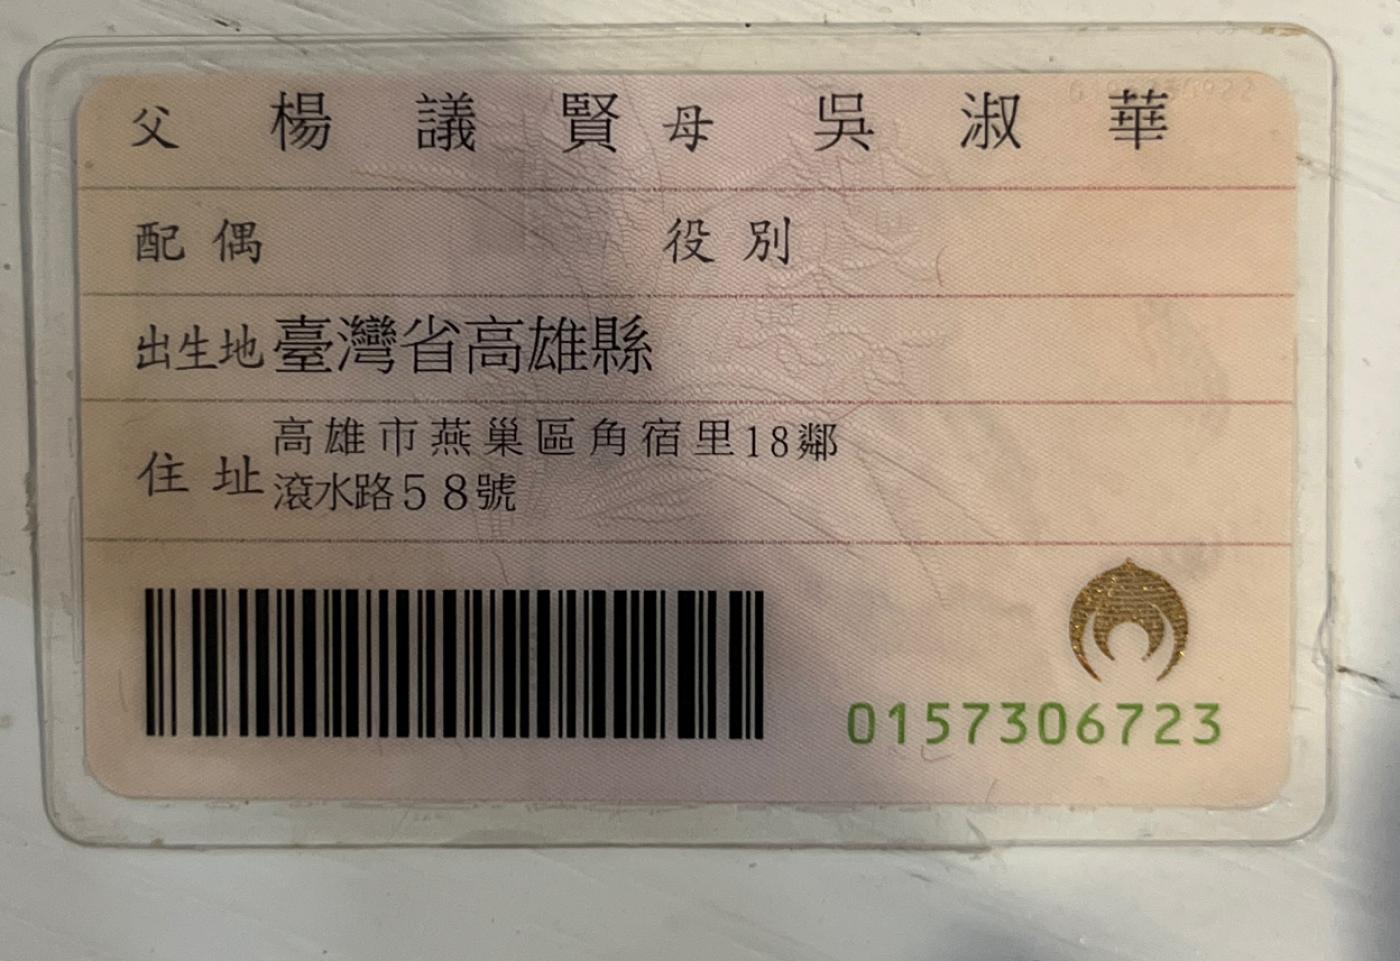 父 楊議賢 母 吳淑華
配偶 役別
出生地 臺灣省高雄縣
住址 高雄市燕巢區角宿里18鄰
滾水路58號
0157306723